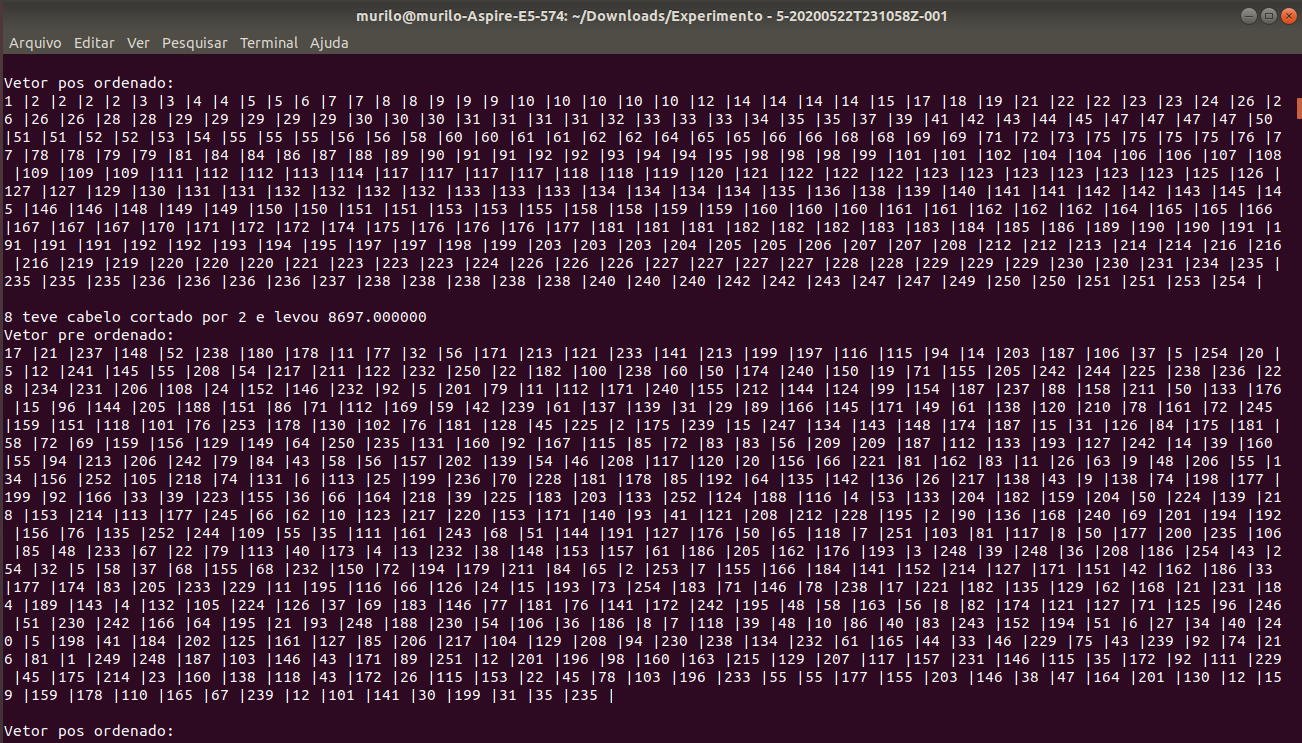 murilo@murilo-Aspire-E5-574: ~/Downloads/Experimento - 5-20200522T231058Z-001
Arquivo Editar Ver Pesquisar Terminal Ajuda
Vetor pos ordenado:
1 |2 |2 |2 |2 |3 |3 |4 |4 |5 |5 |6 |7 |7 |8 |8 |9 |9 |9 |10 |10 |10 |10 |10 |12 |14 |14 |14 |14 |15 |17 |18 |19 |21 |22 |22 |23 |23 |24 |26 |2
6 |26 |26 |28 |28 |29 |29 |29 |29 |29 |30 |30 |30 |31 |31 |31 |31 |32 |33 |33 |33 |34 |35 |35 |37 |39 |41 |42 |43 |44 |45 |47 |47 |47 |47 |50
|51 |51 |52 |52 |53 |54 |55 |55 |55 |56 |56 |58 |60 |60 |61 |61 |62 |62 |64 |65 |65 |66 |66 |68 |68 |69 |69 |71 |72 |73 |75 |75 |75 |75 |76 |7
7 |78 |78 |79 |79 |81 |84 |84 |86 |87 |88 |89 |90 |91 |91 |92 |92 |93 |94 |94 |95 |98 |98 |98 |99 |101 |101 |102 |104 |104 |106 |106 |107 |108
|109 |109 |109 |111 |112 |112 |113 |114 |117 |117 |117 |117 |118 |118 |119 |120 |121 |122 |122 |122 |123 |123 |123 |123 |123 |123 |125 |126 |
127 |127 |129 |130 |131 |131 |132 |132 |132 |132 |133 |133 |133 |134 |134 |134 |134 |134 |135 |136 |138 |139 |140 |141 |141 |142 |142 |143 |145 |14
5 |146 |146 |148 |149 |149 |150 |150 |151 |151 |153 |153 |155 |158 |158 |159 |159 |160 |160 |160 |161 |161 |162 |162 |162 |164 |165 |165 |166
|167 |167 |167 |170 |171 |172 |172 |174 |175 |176 |176 |176 |177 |181 |181 |181 |181 |182 |182 |182 |183 |183 |184 |185 |186 |189 |190 |190 |191 |1
91 |191 |191 |192 |192 |193 |194 |195 |197 |197 |198 |199 |203 |203 |203 |204 |205 |205 |206 |207 |207 |208 |212 |212 |213 |214 |214 |216 |216
|216 |219 |219 |220 |220 |220 |221 |223 |223 |223 |224 |226 |226 |226 |227 |227 |227 |227 |228 |228 |229 |229 |229 |230 |230 |231 |234 |235 |
235 |235 |235 |236 |236 |236 |236 |237 |238 |238 |238 |238 |238 |240 |240 |240 |242 |242 |243 |247 |247 |249 |250 |250 |251 |251 |253 |254 |
8 teve cabelo cortado por 2 e levou 8697.000000
Vetor pre ordenado:
17 |21 |237 |148 |52 |238 |180 |178 |11 |77 |32 |56 |171 |213 |121 |233 |141 |213 |199 |197 |116 |115 |94 |14 |203 |187 |106 |37 |5 |254 |20 |
5 |12 |241 |145 |55 |208 |54 |217 |211 |122 |232 |250 |22 |182 |100 |238 |60 |50 |174 |240 |150 |19 |71 |155 |205 |242 |244 |225 |238 |236 |22
8 |234 |231 |206 |108 |24 |152 |146 |232 |92 |5 |201 |79 |11 |112 |171 |240 |155 |212 |144 |124 |99 |154 |187 |237 |88 |158 |211 |50 |133 |176
|15 |96 |144 |205 |188 |151 |86 |71 |112 |169 |59 |42 |239 |61 |137 |139 |31 |29 |89 |166 |145 |171 |49 |61 |138 |120 |210 |78 |161 |72 |245
|159 |151 |118 |101 |76 |253 |178 |130 |102 |76 |181 |128 |45 |225 |2 |175 |239 |15 |247 |134 |143 |148 |174 |187 |15 |31 |126 |84 |175 |181 |
58 |72 |69 |159 |156 |129 |149 |64 |250 |235 |131 |160 |92 |167 |115 |85 |72 |83 |83 |56 |209 |209 |187 |112 |133 |193 |127 |242 |14 |39 |160
|55 |94 |213 |206 |242 |79 |84 |43 |58 |56 |157 |202 |139 |54 |46 |208 |117 |120 |20 |156 |66 |221 |81 |162 |83 |11 |26 |63 |9 |48 |206 |55 |1
34 |156 |252 |105 |218 |74 |131 |6 |113 |25 |199 |236 |70 |228 |181 |178 |85 |192 |64 |135 |142 |136 |26 |217 |138 |43 |9 |138 |74 |198 |177 |
199 |92 |166 |33 |39 |223 |155 |36 |66 |164 |218 |39 |225 |183 |203 |133 |252 |124 |188 |116 |4 |53 |133 |204 |182 |159 |204 |50 |224 |139 |21
8 |153 |214 |113 |177 |245 |66 |62 |10 |123 |217 |220 |153 |171 |140 |93 |41 |121 |208 |212 |228 |195 |2 |90 |136 |168 |240 |69 |201 |194 |192
|156 |76 |135 |252 |244 |109 |55 |35 |111 |161 |243 |68 |51 |144 |191 |127 |176 |50 |65 |118 |7 |251 |103 |81 |117 |8 |50 |177 |200 |235 |106
|85 |48 |233 |67 |22 |79 |113 |40 |173 |4 |13 |232 |38 |148 |153 |157 |61 |186 |205 |162 |176 |193 |3 |248 |39 |248 |36 |208 |186 |254 |43 |2
54 |32 |5 |58 |37 |68 |155 |68 |232 |150 |72 |194 |179 |211 |84 |65 |2 |253 |7 |155 |166 |184 |141 |152 |214 |127 |171 |151 |42 |162 |186 |33
|177 |174 |83 |205 |233 |229 |11 |195 |116 |66 |126 |24 |15 |193 |73 |254 |183 |71 |146 |78 |238 |17 |221 |182 |135 |129 |62 |168 |21 |231 |18
4 |189 |143 |4 |132 |105 |224 |126 |37 |69 |183 |146 |77 |181 |76 |141 |172 |242 |195 |48 |58 |163 |56 |8 |82 |174 |121 |127 |71 |125 |96 |246
|51 |230 |242 |166 |64 |195 |21 |93 |248 |188 |230 |54 |106 |36 |186 |8 |7 |118 |39 |48 |10 |86 |40 |83 |243 |152 |194 |51 |6 |27 |34 |40 |24
0 |5 |198 |41 |184 |202 |125 |161 |127 |85 |206 |217 |104 |129 |208 |94 |230 |238 |134 |232 |61 |165 |44 |33 |46 |229 |75 |43 |239 |92 |74 |21
6 |81 |1 |249 |248 |187 |103 |146 |43 |171 |89 |251 |12 |201 |196 |98 |160 |163 |215 |129 |207 |117 |157 |231 |146 |115 |35 |172 |92 |111 |229
|45 |175 |214 |23 |160 |138 |118 |43 |172 |26 |115 |153 |22 |45 |78 |103 |196 |233 |55 |55 |177 |155 |203 |146 |38 |47 |164 |201 |130 |12 |15
9 |159 |178 |110 |165 |67 |239 |12 |101 |141 |30 |199 |31 |35 |235 |
Vetor pos ordenado: